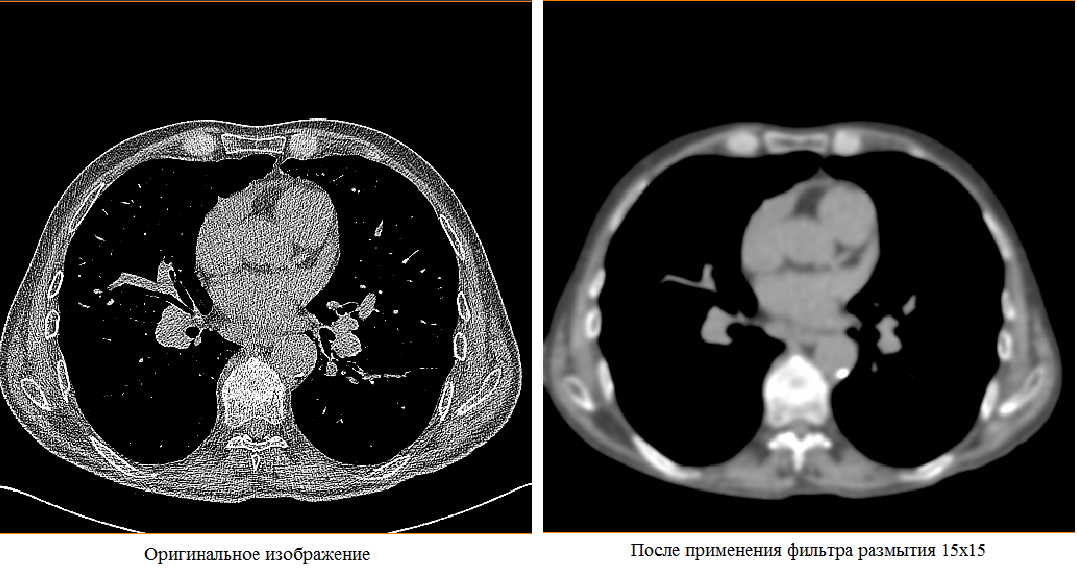 Оригинальное изображение
После применения фильтра размытия 15x15